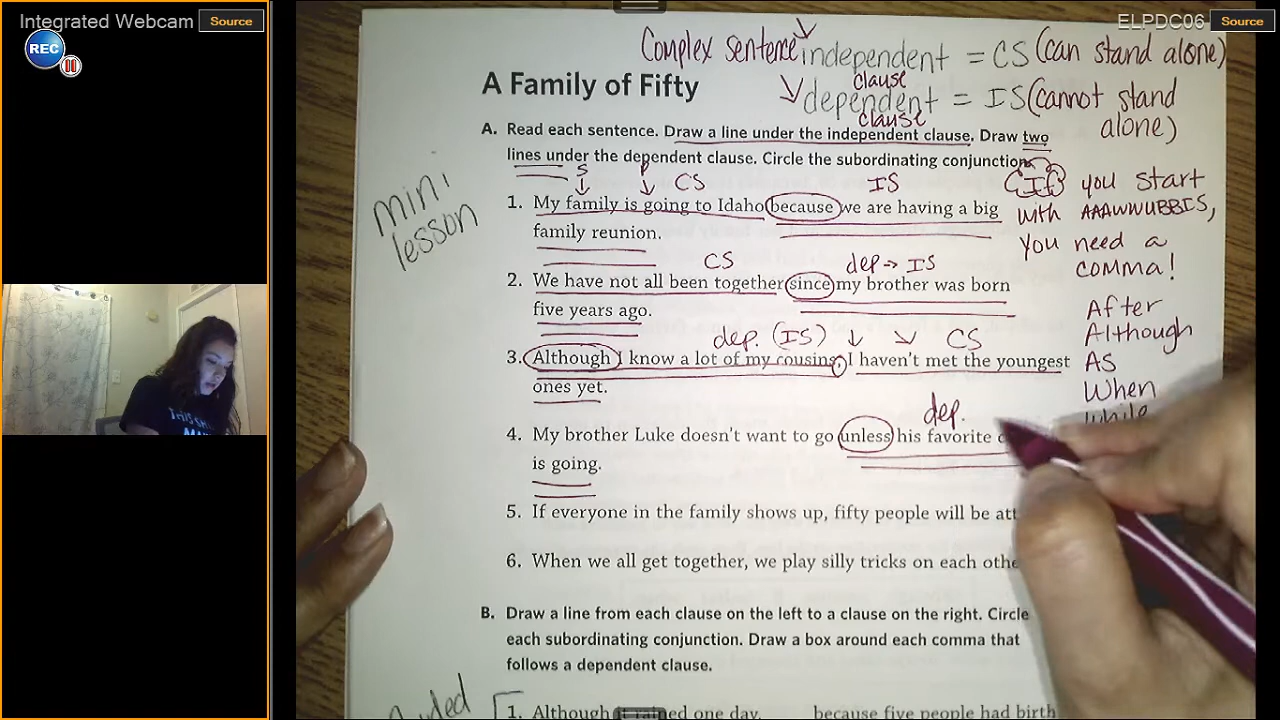 Integrated Webcam Source
REC
ELPDC06 Source
Complex sentence independent = CS (can stand alone)
clause
dependent = IS (cannot stand
clause
alone)
A Family of Fifty
A. Read each sentence. Draw a line under the independent clause. Draw two
lines under the dependent clause. Circle the subordinating conjunction.
mini
lesson
S P CS IS
1. My family is going to Idaho because we are having a big
family reunion.
CS dep → IS
2. We have not all been together since my brother was born
five years ago.
dep. (IS) CS
3. Although I know a lot of my cousins, I haven't met the youngest
ones yet.
dep.
4. My brother Luke doesn't want to go unless his favorite
is going.
5. If everyone in the family shows up, fifty people will be
6. When we all get together, we play silly tricks on each
If you start
with AAAWWUBBIS,
you need a
comma!
After
Although
As
When
while
B. Draw a line from each clause on the left to a clause on the right. Circle
each subordinating conjunction. Draw a box around each comma that
follows a dependent clause.
1. Although it rained one day, because five people had birth